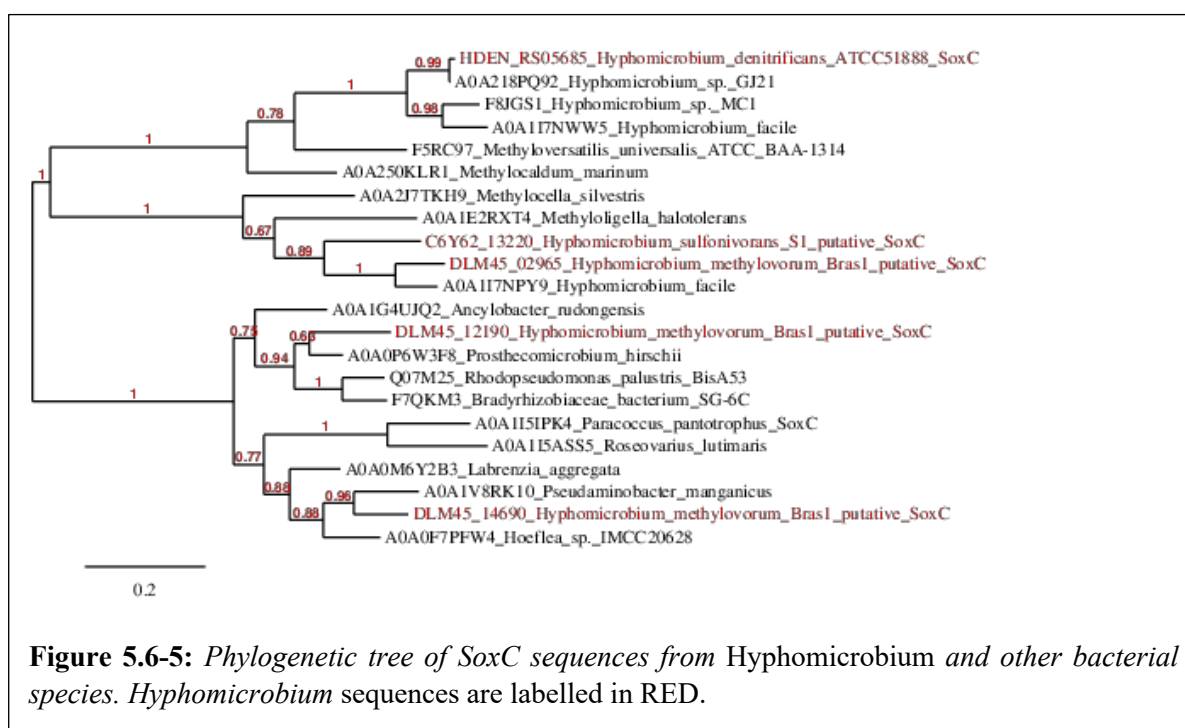 0.99
HDEN_RS05685_Hyphomicrobium_denitrificans_ATCC51888_SoxC
1
A0A218PQ92_Hyphomicrobium_sp._GJ21
F8JGS1_Hyphomicrobium_sp._MC1
0.98
0.78
A0A1I7NWW5_Hyphomicrobium_facile
1
F5RC97_Methyloversatilis_universalis_ATCC_BAA-1314
A0A250KLR1_Methylocaldum_marinum
1
A0A2J7TKH9_Methylocella_silvestris
1
A0A1E2RXT4_Methyloligella_halotolerans
0.67
C6Y62_13220_Hyphomicrobium_sulfonivorans_S1_putative_SoxC
0.89
DLM45_02965_Hyphomicrobium_methylovorum_Bras1_putative_SoxC
1
A0A1I7NPY9_Hyphomicrobium_facile
A0A1G4UJQ2_Ancylobacter_rudongensis
0.75
DLM45_12190_Hyphomicrobium_methylovorum_Bras1_putative_SoxC
0.63
0.94
A0A0P6W3F8_Prosthecomicrobium_hirschii
Q07M25_Rhodopseudomonas_palustris_BisA53
1
1
F7QKM3_Bradyrhizobiaceae_bacterium_SG-6C
1
A0A1I5IPK4_Paracoccus_pantotrophus_SoxC
A0A1I5ASS5_Roseovarius_lutimaris
0.77
A0A0M6Y2B3_Labrenzia_aggregata
0.88
A0A1V8RK10_Pseudaminobacter_manganicus
0.96
0.88
DLM45_14690_Hyphomicrobium_methylovorum_Bras1_putative_SoxC
A0A0F7PFW4_Hoeflea_sp._IMCC20628
0.2
Figure 5.6-5: Phylogenetic tree of SoxC sequences from Hyphomicrobium and other bacterial
species. Hyphomicrobium sequences are labelled in RED.